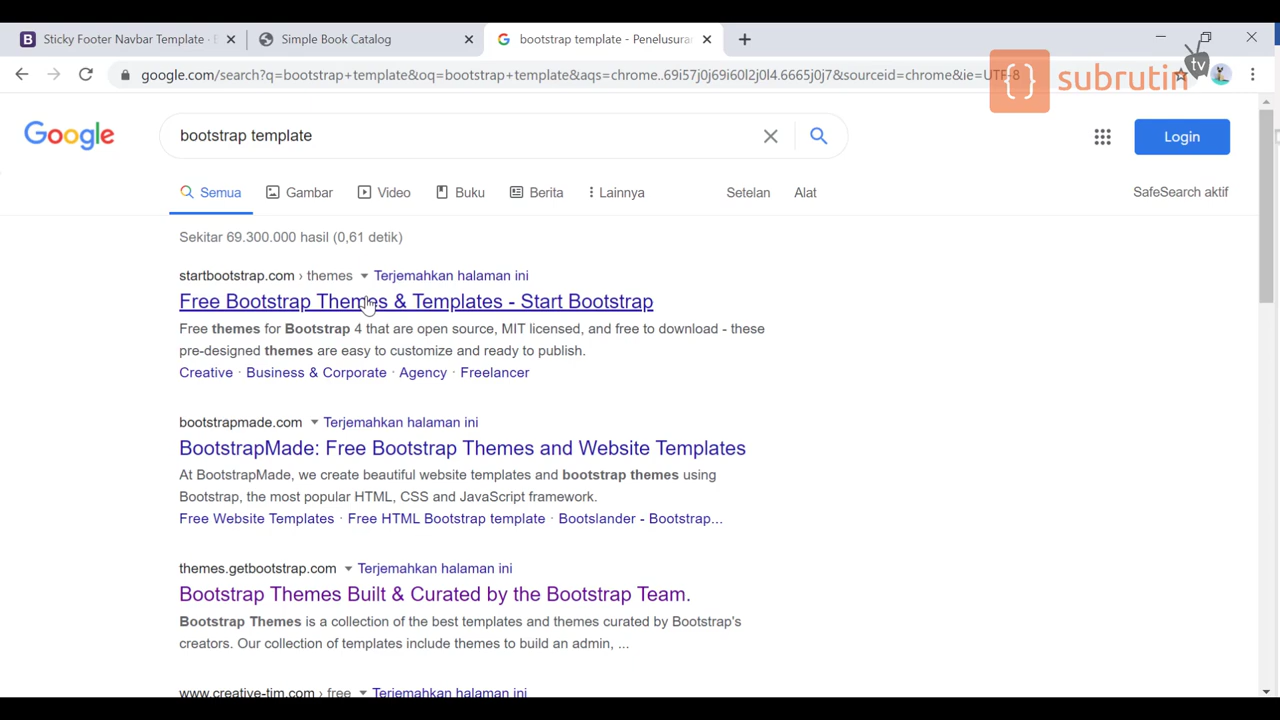 Sticky Footer Navbar Template ·
Simple Book Catalog
bootstrap template - Penelusuran
google.com/search?q=bootstrap+template&oq=bootstrap+template&aqs=chrome..69i57j0j69i60l2j0l4.6665j0j7&sourceid=chrome&ie=UTF-8
{} subrutin tv
Google
bootstrap template
Login
Semua Gambar Video Buku Berita Lainnya Setelan Alat SafeSearch aktif
Sekitar 69.300.000 hasil (0,61 detik)
startbootstrap.com › themes Terjemahkan halaman ini
Free Bootstrap Themes & Templates - Start Bootstrap
Free themes for Bootstrap 4 that are open source, MIT licensed, and free to download - these
pre-designed themes are easy to customize and ready to publish.
Creative · Business & Corporate · Agency · Freelancer
bootstrapmade.com Terjemahkan halaman ini
BootstrapMade: Free Bootstrap Themes and Website Templates
At BootstrapMade, we create beautiful website templates and bootstrap themes using
Bootstrap, the most popular HTML, CSS and JavaScript framework.
Free Website Templates · Free HTML Bootstrap template · Bootslander - Bootstrap...
themes.getbootstrap.com Terjemahkan halaman ini
Bootstrap Themes Built & Curated by the Bootstrap Team.
Bootstrap Themes is a collection of the best templates and themes curated by Bootstrap's
creators. Our collection of templates include themes to build an admin, ...
www.creative-tim.com › free Terjemahkan halaman ini